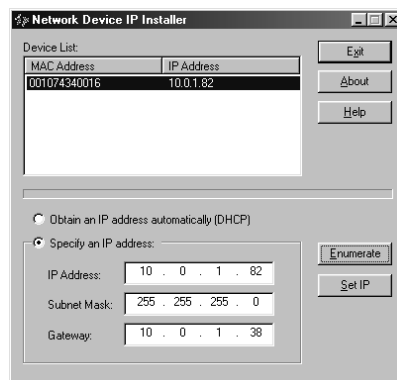 Network Device IP Installer
Device List:
MAC Address IP Address
001074340016 10.0.1.82
Exit
About
Help
Obtain an IP address automatically (DHCP)
Specify an IP address:
IP Address: 10 . 0 . 1 . 82
Subnet Mask: 255 . 255 . 255 . 0
Gateway: 10 . 0 . 1 . 38
Enumerate
Set IP